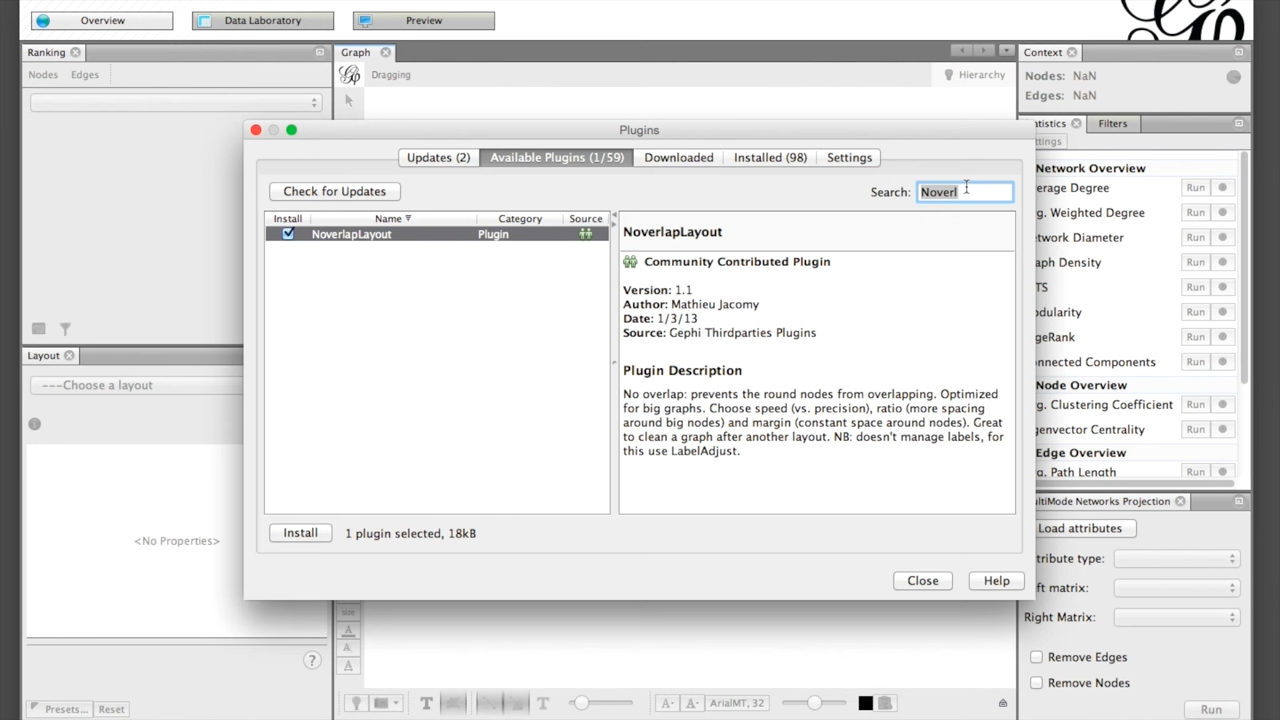 Overview
Data Laboratory
Preview
Ranking
Nodes
Edges
Graph
Dragging
Hierarchy
Context
Nodes: NaN
Edges: NaN
Plugins
Updates (2)
Available Plugins (1/59)
Downloaded
Installed (98)
Settings
Check for Updates
Search: Noverl
Install
Name
Category
Source
NoverlapLayout
Plugin
NoverlapLayout
Community Contributed Plugin
Version: 1.1
Author: Mathieu Jacomy
Date: 1/3/13
Source: Gephi Thirdparties Plugins
Plugin Description
No overlap: prevents the round nodes from overlapping. Optimized
for big graphs. Choose speed (vs. precision), ratio (more spacing
around big nodes) and margin (constant space around nodes). Great
to clean a graph after another layout. NB: doesn't manage labels, for
this use LabelAdjust.
Install
1 plugin selected, 18kB
Close
Help
Layout
---Choose a layout
<No Properties>
Presets...
Reset
?
tatistics
Filters
ttings
Network Overview
erage Degree
Run
g. Weighted Degree
Run
etwork Diameter
Run
aph Density
Run
TS
Run
odularity
Run
geRank
Run
onnected Components
Run
Node Overview
g. Clustering Coefficient
Run
genvector Centrality
Run
Edge Overview
g. Path Length
Run
ultiMode Networks Projection
Load attributes
tribute type:
ft matrix:
Right Matrix:
Remove Edges
Remove Nodes
Run
size
A
A
A
T
T
A-
A-
ArialMT, 32